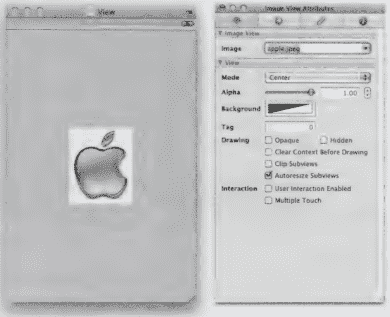 View
Image View Attributes
Image View
Image apple.jpeg
View
Mode Center
Alpha 1.00
Background
Tag 0
Drawing Opaque Hidden
Clear Context Before Drawing
Clip Subviews
Autoresize Subviews
Interaction User Interaction Enabled
Multiple Touch